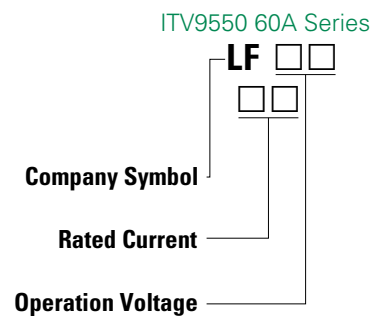 ITV9550 60A Series
LF □□
□□
Company Symbol
Rated Current
Operation Voltage